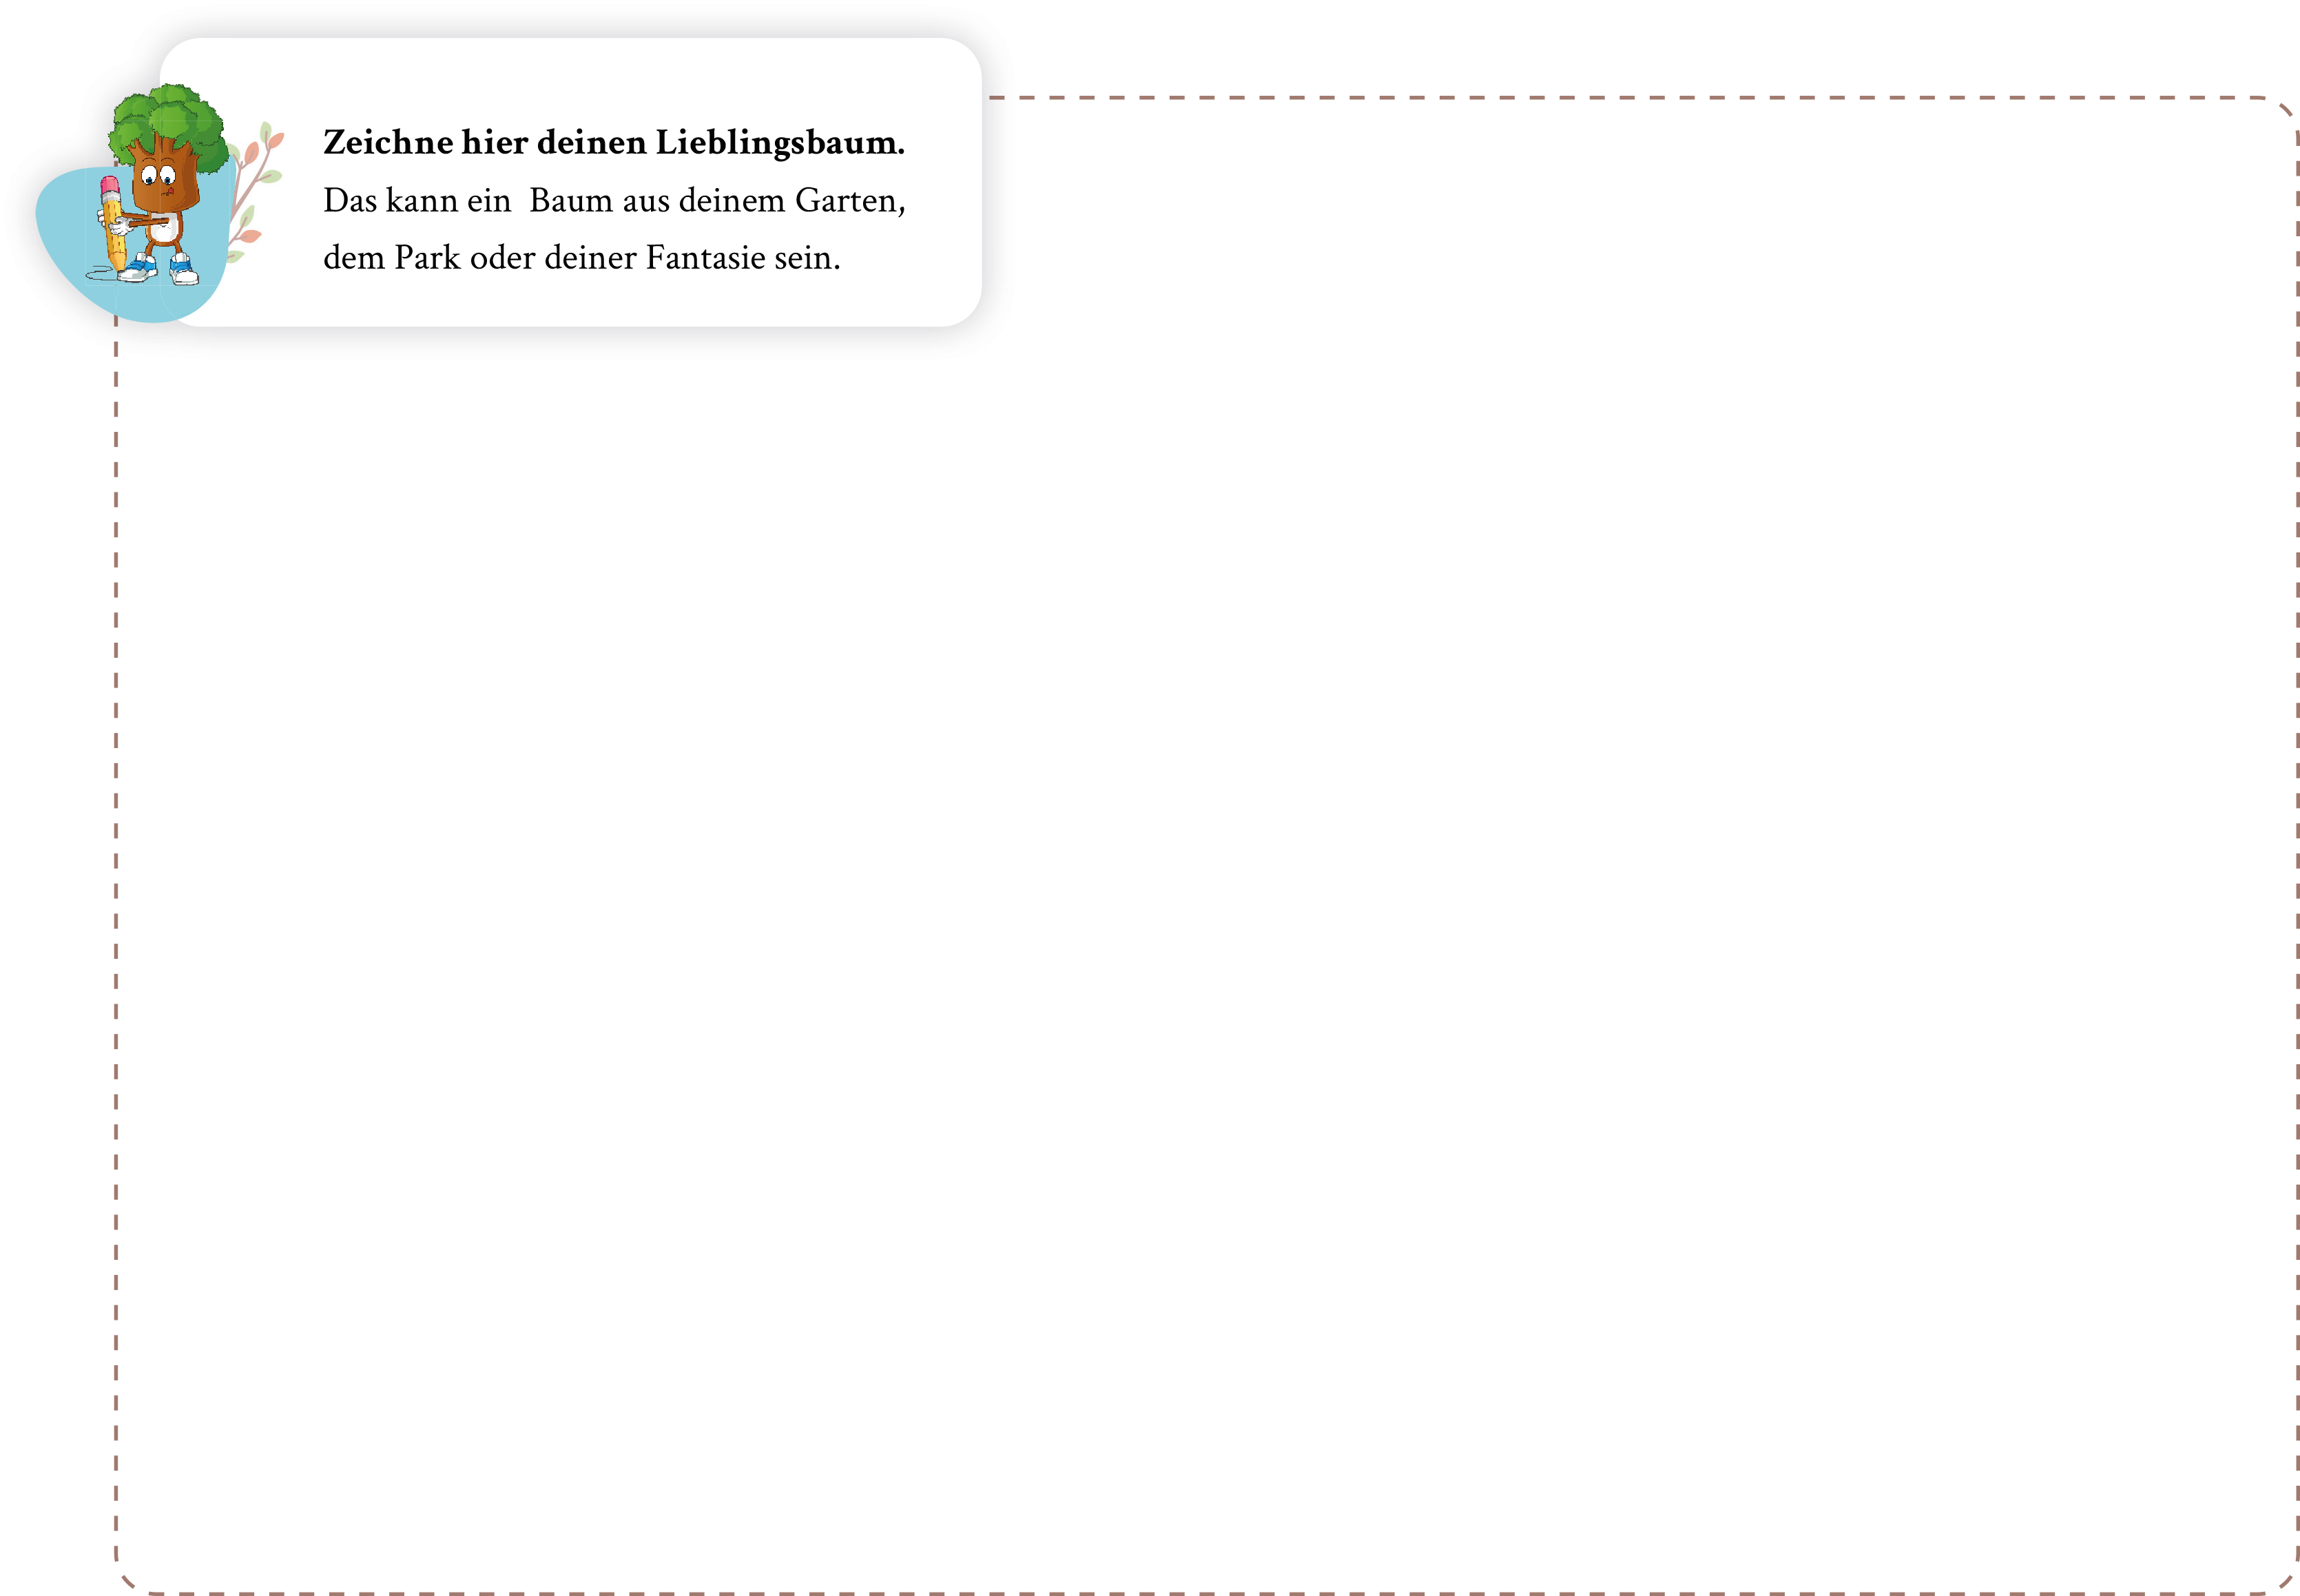 Zeichne hier deinen Lieblingsbaum.
Das kann ein  Baum aus deinem Garten,
dem Park oder deiner Fantasie sein.